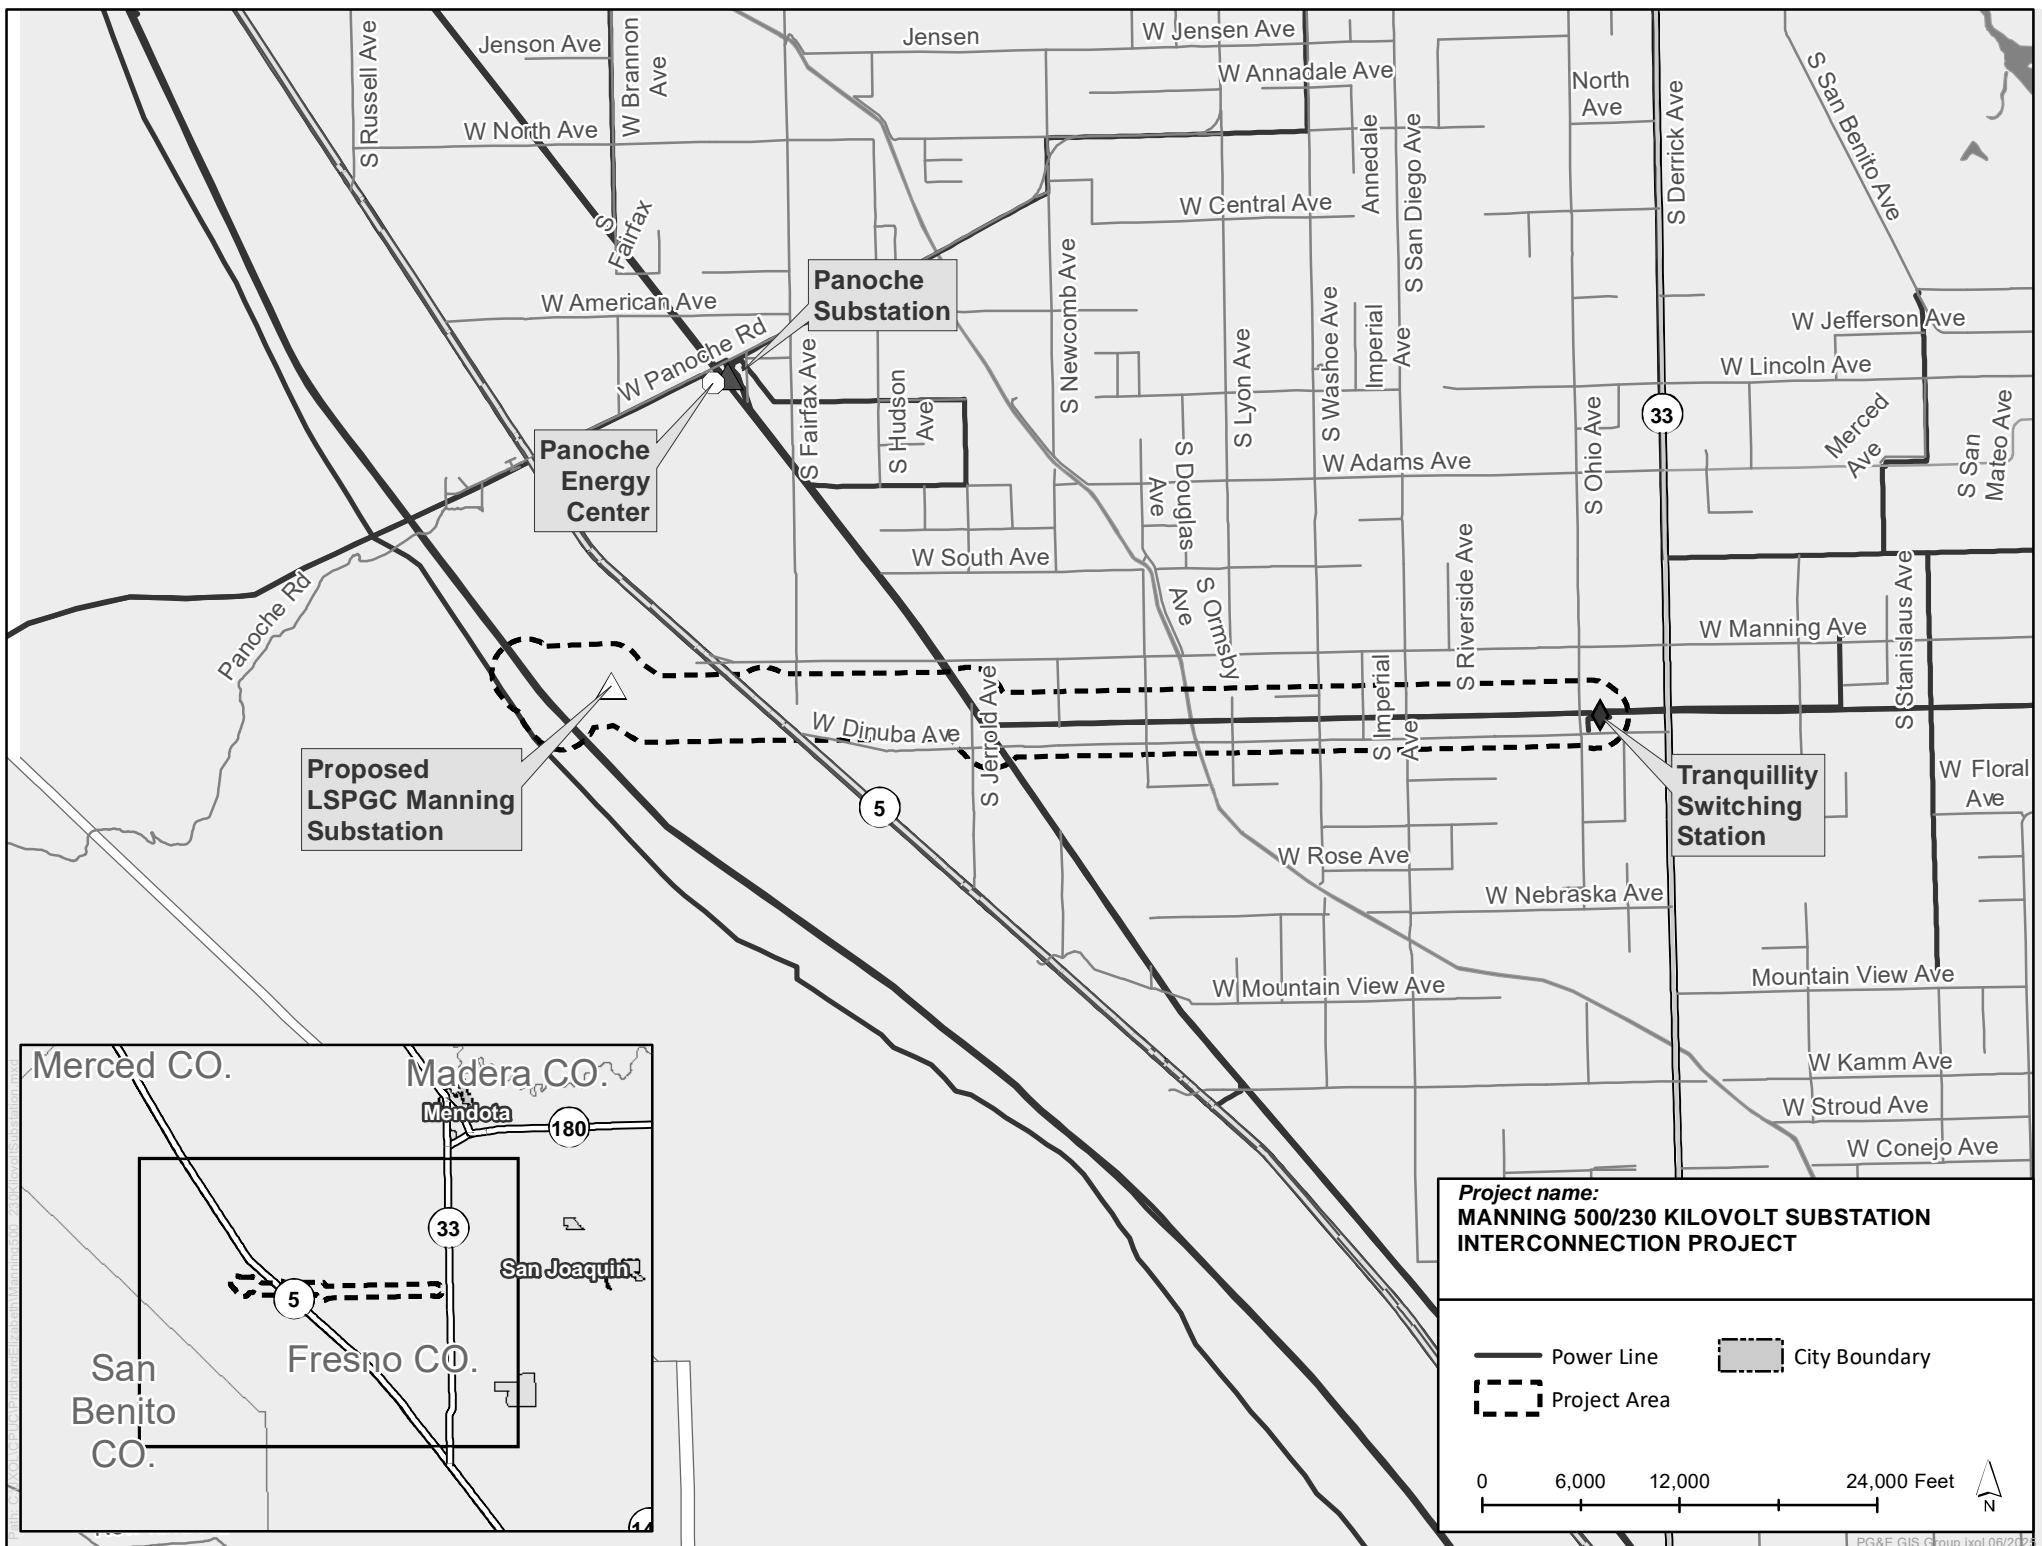 Jenson Ave
W Brannon
Ave
S Russell Ave
Jensen
W Jensen Ave
W Annadale Ave
North
Ave
S San Benito Ave
W North Ave
Annedale
S San Diego Ave
S Derrick Ave
S
Fairfax
W Central Ave
W American Ave
Panoche
Substation
S Newcomb Ave
W Jefferson Ave
W Panoche Rd
S Fairfax Ave
S Hudson
Ave
S Lyon Ave
S Washoe Ave
Imperial
Ave
W Lincoln Ave
33
Merced
Ave
S San
Mateo Ave
S Ohio Ave
Panoche
Energy
Center
S Douglas
Ave
W Adams Ave
W South Ave
Panoche Rd
S Ormsby
Ave
S Riverside Ave
S Stanislaus Ave
W Manning Ave
S Jerrold Ave
W Dinuba Ave
S Imperial
Ave
Proposed
LSPGC Manning
Substation
5
Tranquillity
Switching
Station
W Floral
Ave
W Rose Ave
W Nebraska Ave
W Mountain View Ave
Mountain View Ave
W Kamm Ave
W Stroud Ave
W Conejo Ave
Merced CO.
Madera CO.
Mendota
180
33
San Joaquin
5
Fresno CO.
San
Benito
CO.
Project name:
MANNING 500/230 KILOVOLT SUBSTATION
INTERCONNECTION PROJECT
Power Line
City Boundary
Project Area
0 6,000 12,000 24,000 Feet
N